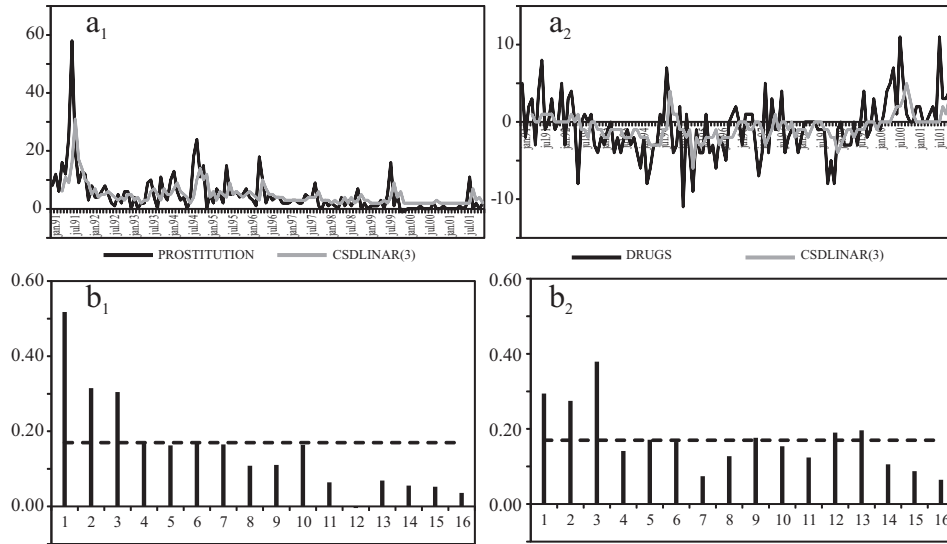 a1
60
40
20
0
jan.91 jul.91 jan.92 jul.92 jan.93 jul.93 jan.94 jul.94 jan.95 jul.95 jan.96 jul.96 jan.97 jul.97 jan.98 jul.98 jan.99 jul.99 jan.00 jul.00 jan.01 jul.01
PROSTITUTION CSDLINAR(3)
a2
10
0
-10
jul.00 jul.01
DRUGS CSDLINAR(3)
b1
0.60
0.40
0.20
0.00
1 2 3 4 5 6 7 8 9 10 11 12 13 14 15 16
b2
0.60
0.40
0.20
0.00
1 2 3 4 5 6 7 8 9 10 11 12 13 14 15 16